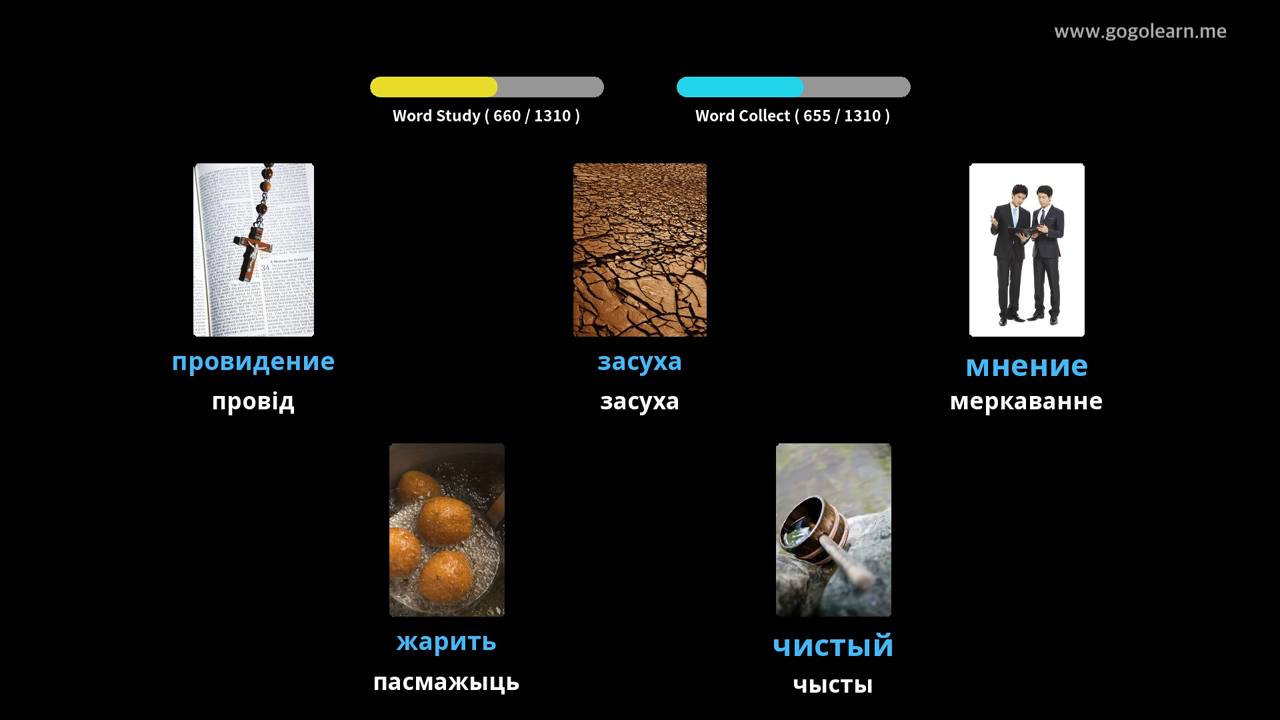 www.gogolearn.me
Word Study ( 660 / 1310 )
Word Collect ( 655 / 1310 )
провидение
провід
засуха
засуха
мнение
меркаванне
жарить
пасмажыць
чистый
чысты